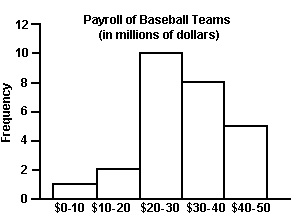 Payroll of Baseball Teams
(in millions of dollars)
12
10
8
6
4
2
0
Frequency
$0-10 $10-20 $20-30 $30-40 $40-50